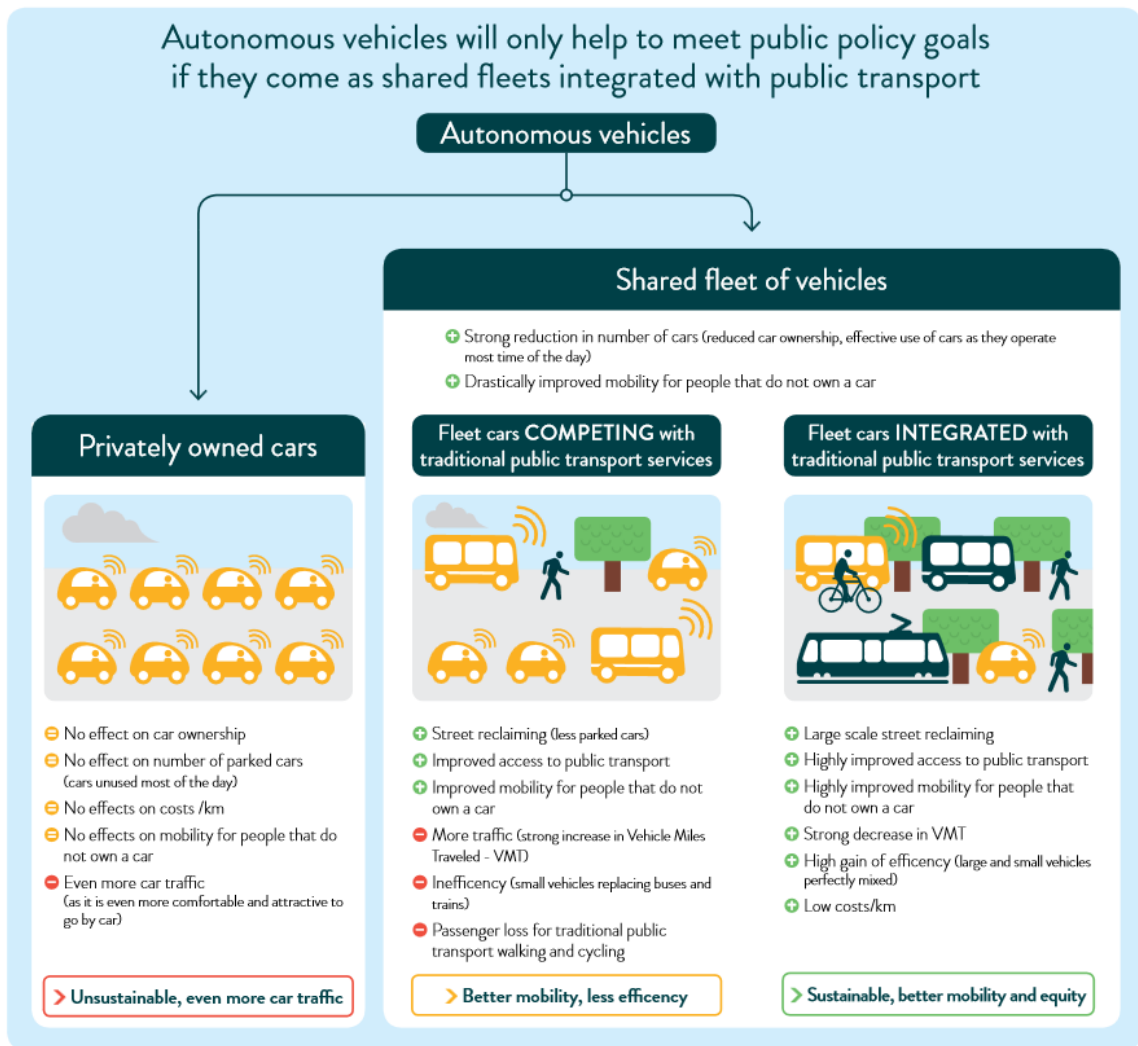 Autonomous vehicles will only help to meet public policy goals
if they come as shared fleets integrated with public transport
Autonomous vehicles
Shared fleet of vehicles
Strong reduction in number of cars (reduced car ownership, effective use of cars as they operate
most time of the day)
Drastically improved mobility for people that do not own a car
Privately owned cars
No effect on car ownership
No effect on number of parked cars
(cars unused most of the day)
No effects on costs /km
No effects on mobility for people that do
not own a car
Even more car traffic
(as it is even more comfortable and attractive to
go by car)
Unsustainable, even more car traffic
Fleet cars COMPETING with
traditional public transport services
Street reclaiming (less parked cars)
Improved access to public transport
Improved mobility for people that do not
own a car
More traffic (strong increase in Vehicle Miles
Traveled - VMT)
Inefficency (small vehicles replacing buses and
trains)
Passenger loss for traditional public
transport walking and cycling
Better mobility, less efficency
Fleet cars INTEGRATED with
traditional public transport services
Large scale street reclaiming
Highly improved access to public transport
Highly improved mobility for people that
do not own a car
Strong decrease in VMT
High gain of efficency (large and small vehicles
perfectly mixed)
Low costs/km
Sustainable, better mobility and equity